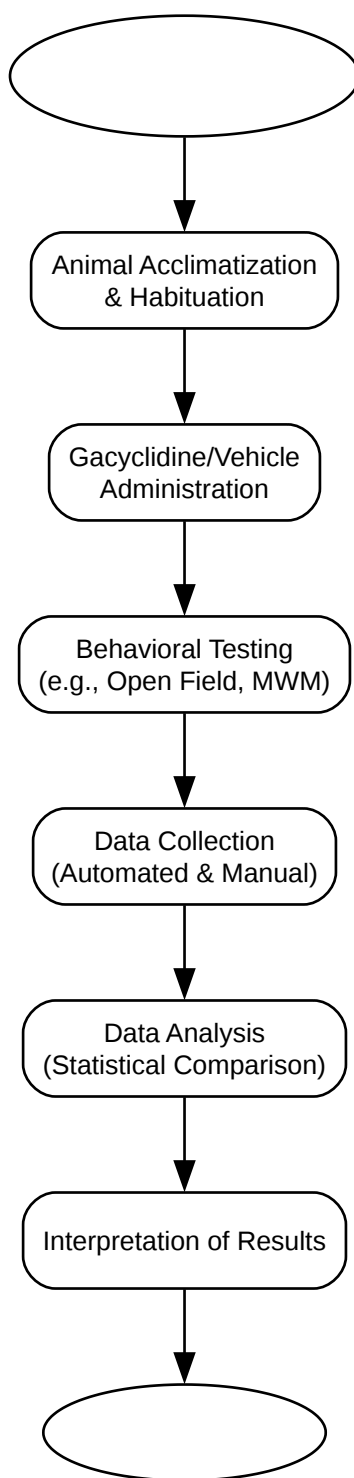 Animal Acclimatization
& Habituation
Gacyclidine/Vehicle
Administration
Behavioral Testing
(e.g., Open Field, MWM)
Data Collection
(Automated & Manual)
Data Analysis
(Statistical Comparison)
Interpretation of Results